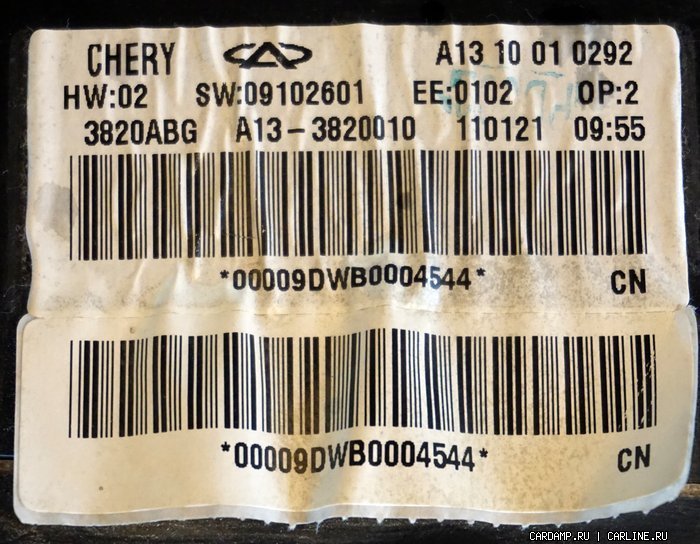 CHERY A13 10 01 0292
HW:02 SW:09102601 EE:0102 OP:2
3820ABG A13-3820010 110121 09:55
*00009DWB0004544* CN
*00009DWB0004544* CN
CARDAMP.RU | CARLINE.RU